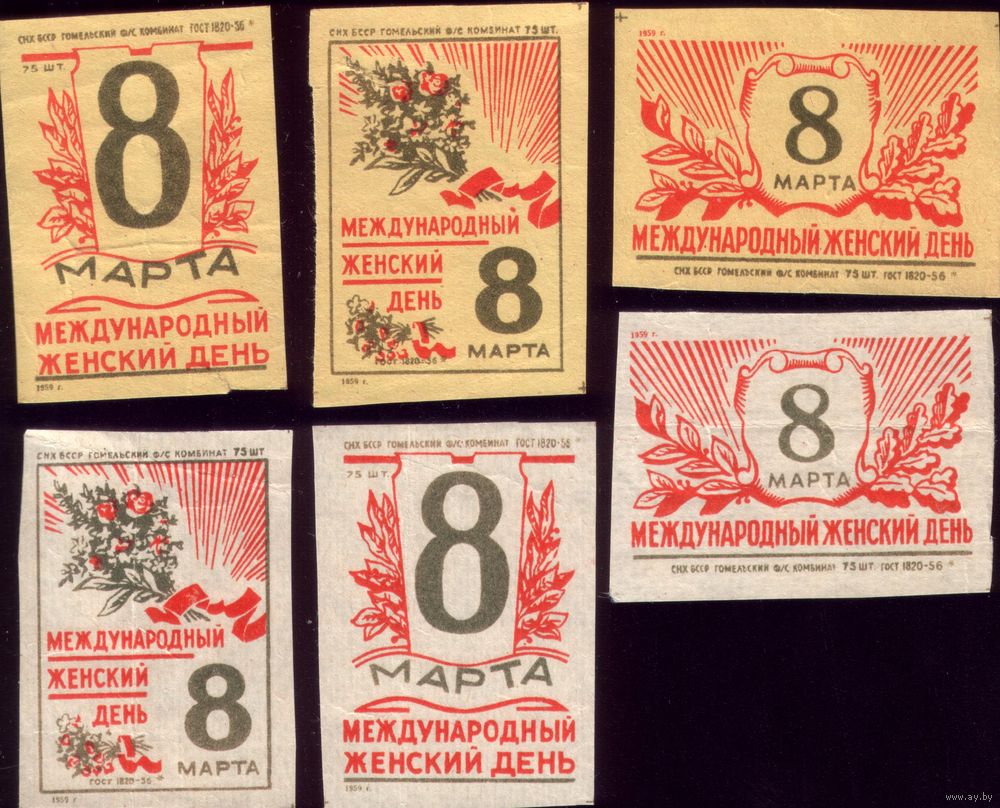 СНХ БССР ГОМЕЛЬСКИЙ Ф/С КОМБИНАТ ГОСТ 1820-56*
75 ШТ.
8
МАРТА
МЕЖДУНАРОДНЫЙ
ЖЕНСКИЙ ДЕНЬ
1959 г.
СНХ БССР ГОМЕЛЬСКИЙ Ф/С КОМБИНАТ 75 ШТ.
МЕЖДУНАРОДНЫЙ
ЖЕНСКИЙ
ДЕНЬ
8
МАРТА
ГОСТ 1820-56*
1959 г.
1959 г.
8
МАРТА
МЕЖДУНАРОДНЫЙ ЖЕНСКИЙ ДЕНЬ
СНХ БССР ГОМЕЛЬСКИЙ Ф/С КОМБИНАТ 75 ШТ. ГОСТ 1820-56*
1959 г.
8
МАРТА
МЕЖДУНАРОДНЫЙ ЖЕНСКИЙ ДЕНЬ
СНХ БССР ГОМЕЛЬСКИЙ Ф/С КОМБИНАТ 75 ШТ. ГОСТ 1820-56*
СНХ БССР ГОМЕЛЬСКИЙ Ф/С КОМБИНАТ 75 ШТ
МЕЖДУНАРОДНЫЙ
ЖЕНСКИЙ
ДЕНЬ
8
МАРТА
ГОСТ 1820-56*
1959 г.
СНХ БССР ГОМЕЛЬСКИЙ Ф/С КОМБИНАТ ГОСТ 1820-56*
75 ШТ.
8
МАРТА
МЕЖДУНАРОДНЫЙ
ЖЕНСКИЙ ДЕНЬ
1959 г.
www.ay.by